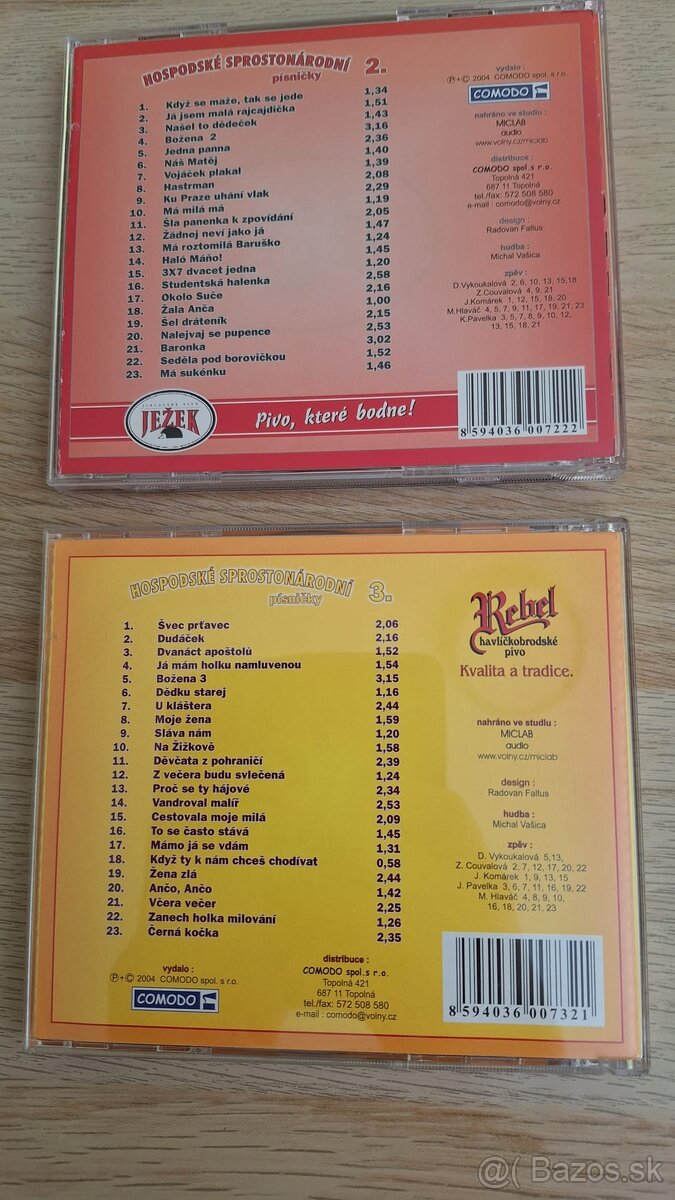 HOSPODSKÉ SPROSTONÁRODNÍ
písničky 2.
1. Když se maže, tak se jede 1,34
2. Já jsem malá rajcajdička 1,51
3. Našel to dědeček 1,43
4. Božena 2 3,16
5. Jedna panna 2,36
6. Náš Matěj 1,40
7. Vojáček plakal 1,39
8. Hastrman 2,08
9. Ku Praze uhání vlak 2,29
10. Má milá má 1,19
11. Šla panenka k zpovídání 2,05
12. Žádnej neví jako já 1,47
13. Má roztomilá Baruško 1,24
14. Haló Máňo! 1,45
15. 3X7 dvacet jedna 1,20
16. Studentská halenka 2,58
17. Okolo Suče 2,16
18. Žala Anča 1,00
19. Šel dráteník 2,15
20. Nalejvaj se pupence 2,53
21. Baronka 3,02
22. Seděla pod borovičkou 1,52
23. Má sukénku 1,46
vydalo :
℗+© 2004 COMODO spol. s r.o.
COMODO
nahráno ve studiu :
MICLAB
audio
www.volny.cz/miclab
distribuce :
COMODO spol.s r.o.
Topolná 421
687 11 Topolná
tel./fax: 572 508 580
e-mail : comodo@volny.cz
design :
Radovan Faltus
hudba :
Michal Vašica
zpěv :
D.Vykoukalová 2, 6, 10, 13, 15,18
Z.Couvalová 4, 9, 21
J.Komárek 1, 12, 15, 18, 20
M.Hlaváč 4, 5, 7, 9, 11, 17, 19, 21, 23
K.Pavelka 3, 5, 7, 8, 9, 10, 12,
13, 15, 18, 21
JEŽEK
Pivo, které bodne!
8 594036 007222
HOSPODSKÉ SPROSTONÁRODNÍ
písničky 3.
1. Švec prťavec 2,06
2. Dudáček 2,16
3. Dvanáct apoštolů 1,52
4. Já mám holku namluvenou 1,54
5. Božena 3 3,15
6. Dědku starej 1,16
7. U kláštera 2,44
8. Moje žena 1,59
9. Sláva nám 1,20
10. Na Žižkově 1,58
11. Děvčata z pohraničí 2,39
12. Z večera budu svlečená 1,24
13. Proč se ty hájové 2,34
14. Vandroval malíř 2,53
15. Cestovala moje milá 2,09
16. To se často stává 1,45
17. Mámo já se vdám 1,31
18. Když ty k nám chceš chodívat 0,58
19. Žena zlá 2,44
20. Ančo, Ančo 1,42
21. Včera večer 2,25
22. Zanech holka milování 1,26
23. Černá kočka 2,35
Rebel
havlíčkobrodské
pivo
Kvalita a tradice.
nahráno ve studiu :
MICLAB
audio
www.volny.cz/miclab
design :
Radovan Faltus
hudba :
Michal Vašica
zpěv :
D. Vykoukalová 5,13,
Z. Couvalová 2, 7, 12, 17, 20, 22
J. Komárek 1, 9, 13, 15
J. Pavelka 3, 6, 7, 11, 16, 19, 22
M. Hlaváč 4, 8, 9, 10,
16, 18, 20, 21, 23
vydalo :
℗+© 2004 COMODO spol. s r.o.
COMODO
distribuce :
COMODO spol.s r.o.
Topolná 421
687 11 Topolná
tel./fax: 572 508 580
e-mail : comodo@volny.cz
8 594036 007321
@( Bazos.sk